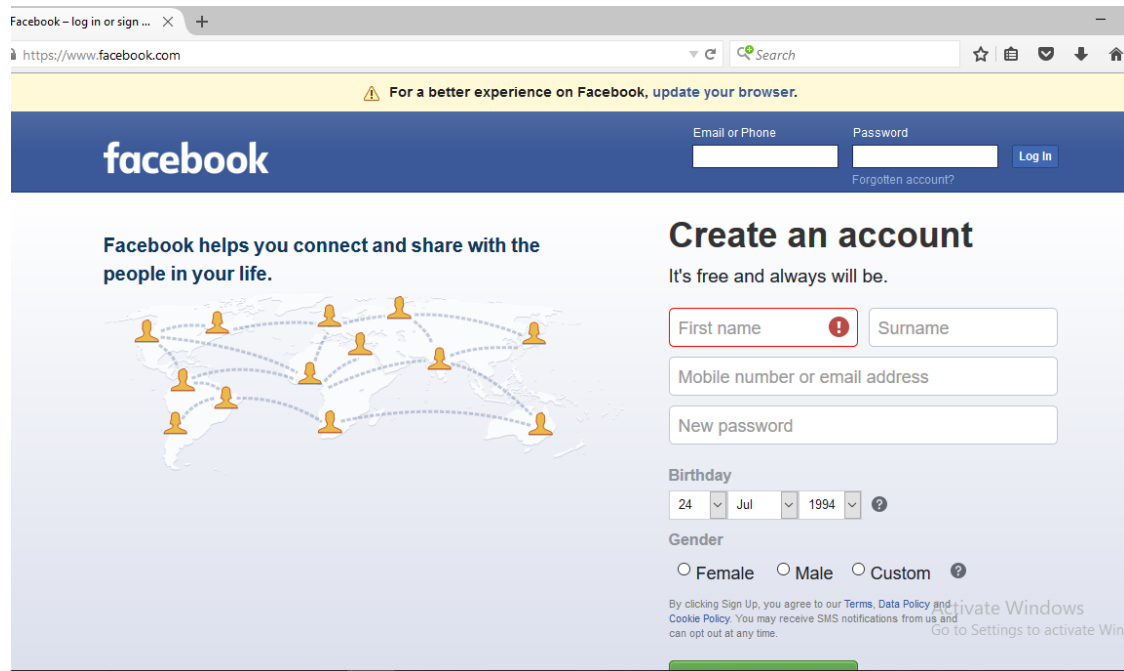 Facebook – log in or sign ...
https://www.facebook.com
Search
For a better experience on Facebook, update your browser.
facebook
Email or Phone
Password
Log In
Forgotten account?
Facebook helps you connect and share with the
people in your life.
Create an account
It's free and always will be.
First name
Surname
Mobile number or email address
New password
Birthday
24 Jul 1994
Gender
Female Male Custom
By clicking Sign Up, you agree to our Terms, Data Policy and
Cookie Policy. You may receive SMS notifications from us and
can opt out at any time.
Activate Windows
Go to Settings to activate Win